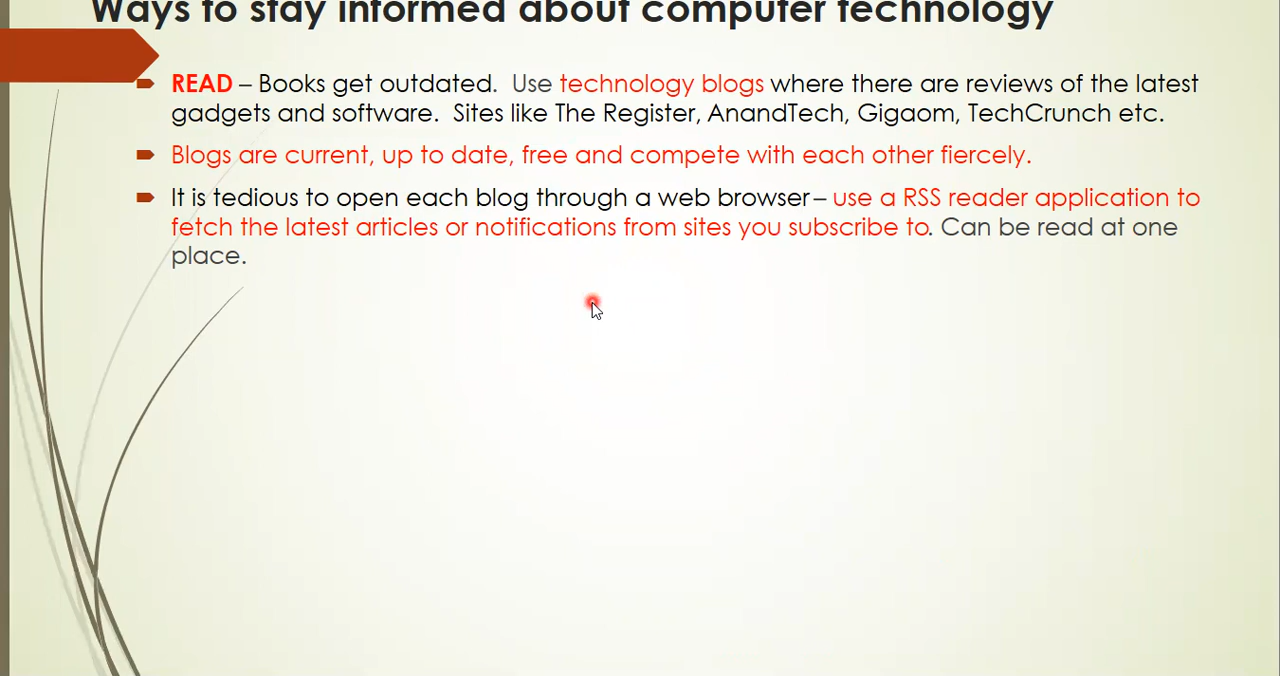 Ways to stay informed about computer technology
READ – Books get outdated. Use technology blogs where there are reviews of the latest
gadgets and software. Sites like The Register, AnandTech, Gigaom, TechCrunch etc.
Blogs are current, up to date, free and compete with each other fiercely.
It is tedious to open each blog through a web browser – use a RSS reader application to
fetch the latest articles or notifications from sites you subscribe to. Can be read at one
place.